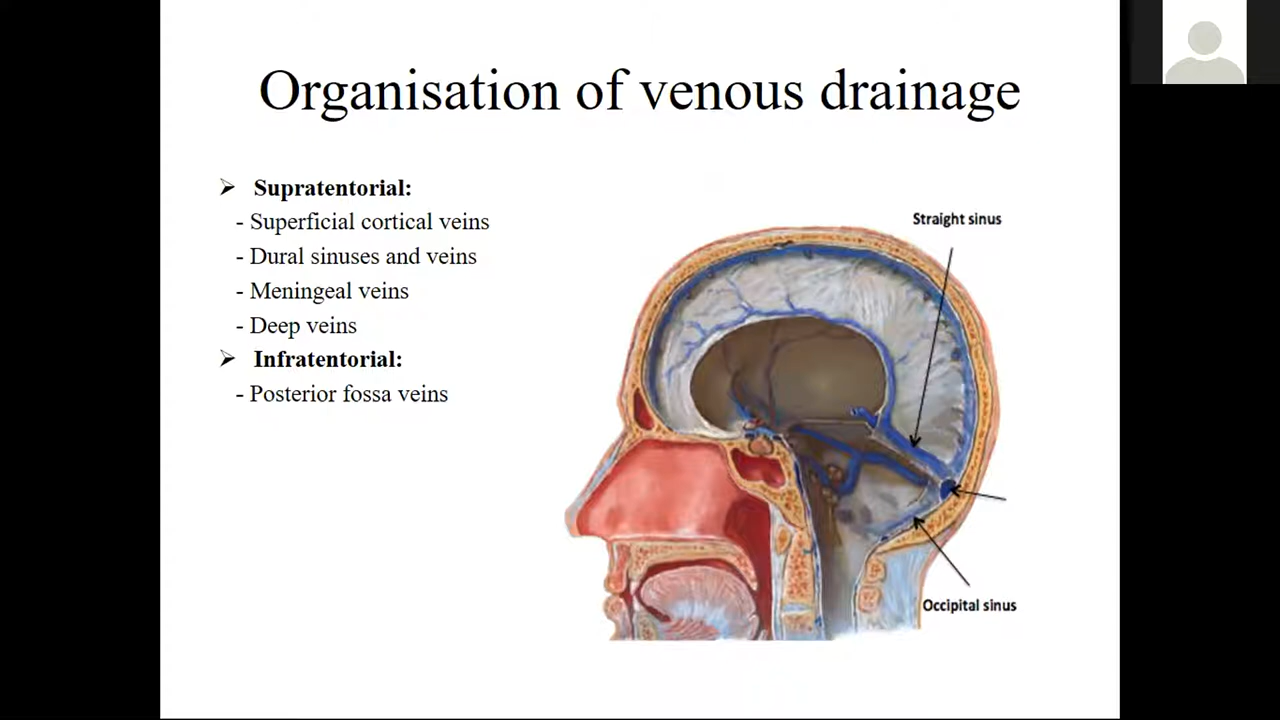 Organisation of venous drainage
➢ Supratentorial:
- Superficial cortical veins
- Dural sinuses and veins
- Meningeal veins
- Deep veins
➢ Infratentorial:
- Posterior fossa veins
Straight sinus
Occipital sinus